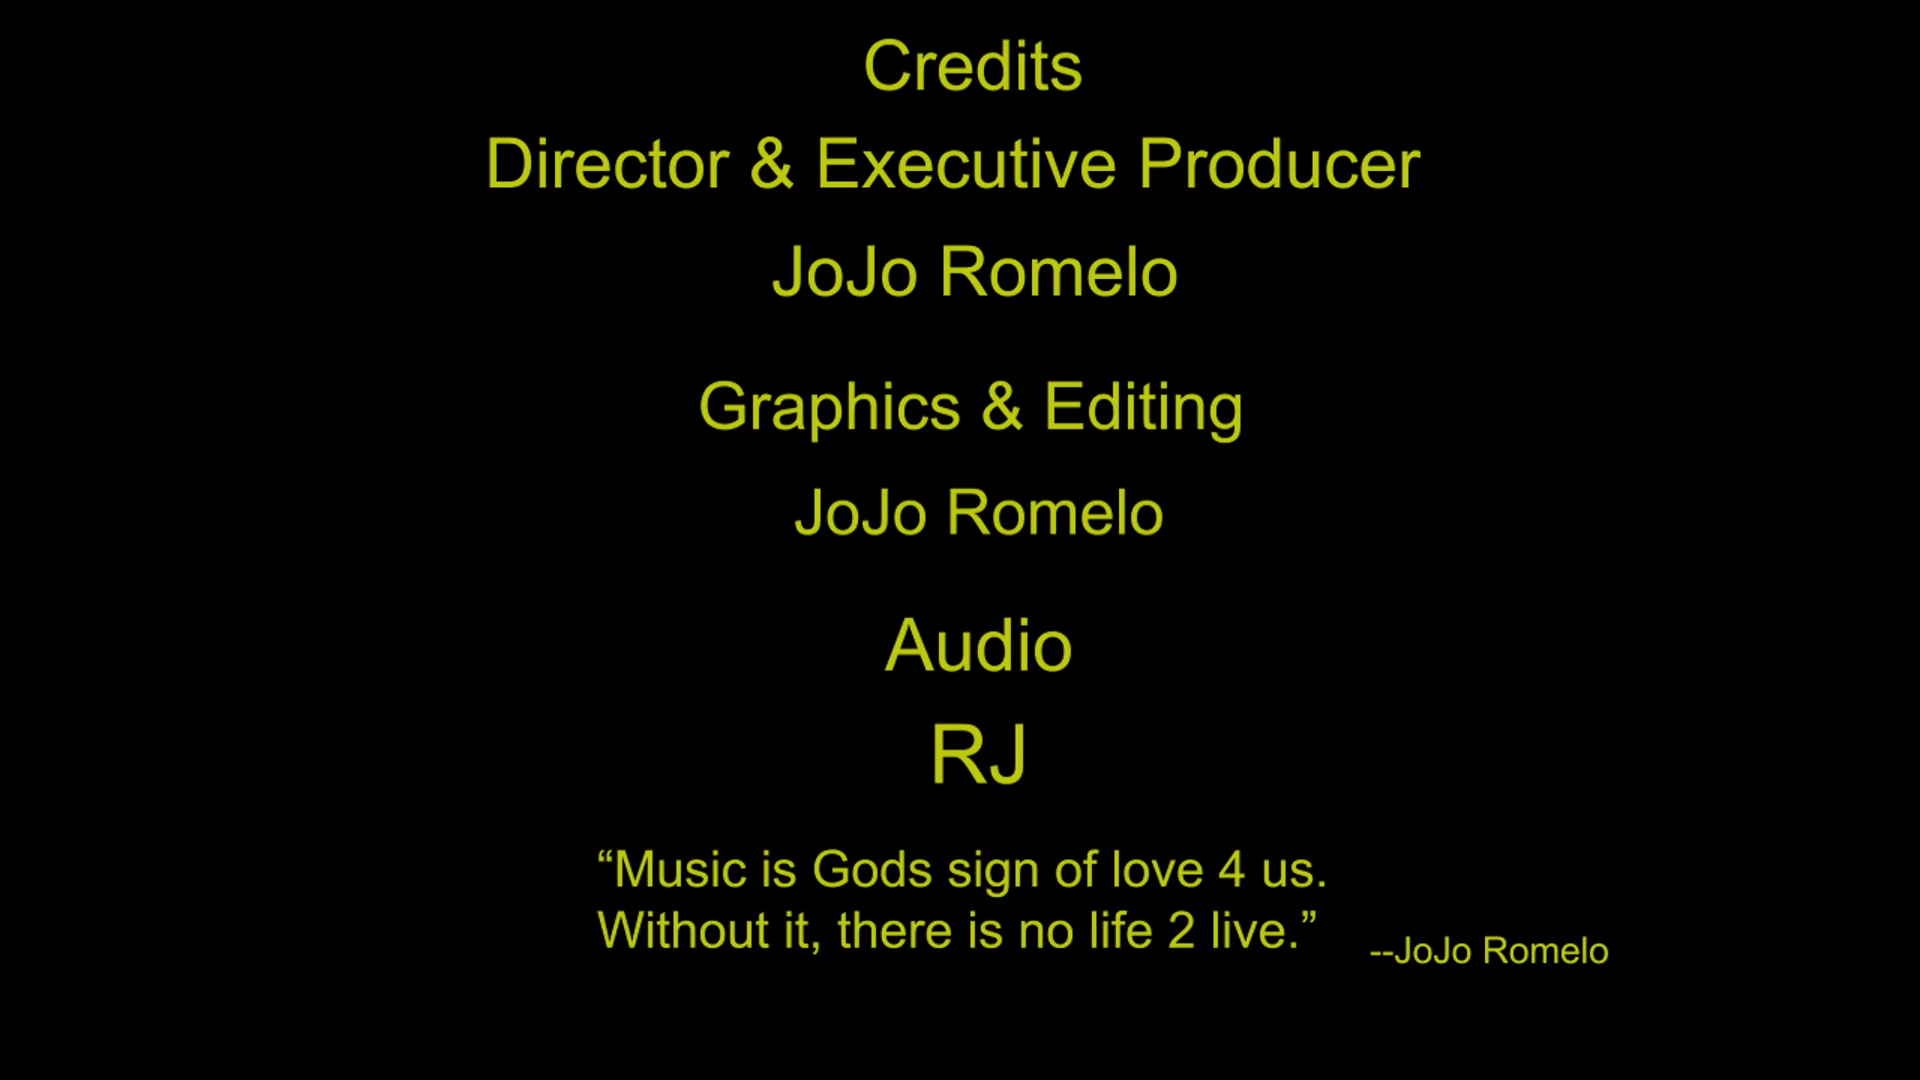 Credits
Director & Executive Producer
JoJo Romelo
Graphics & Editing
JoJo Romelo
Audio
RJ
“Music is Gods sign of love 4 us.
Without it, there is no life 2 live.”
--JoJo Romelo